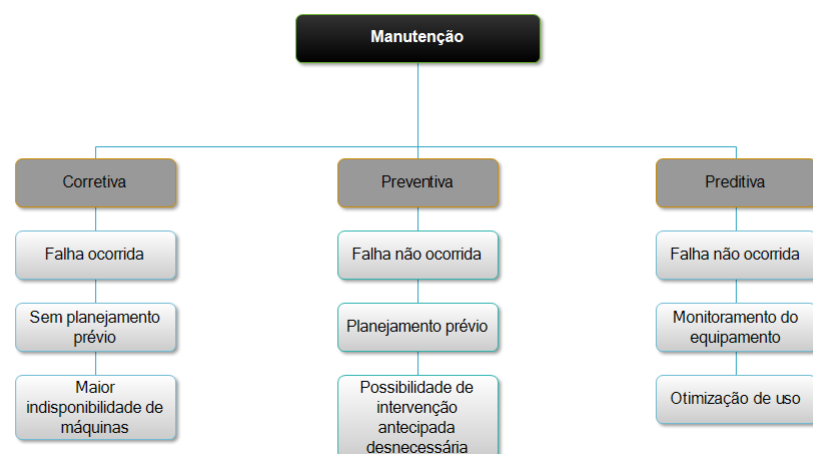 Manutenção
Corretiva
Preventiva
Preditiva
Falha ocorrida
Falha não ocorrida
Falha não ocorrida
Sem planejamento
prévio
Planejamento prévio
Monitoramento do
equipamento
Maior
indisponibilidade de
máquinas
Possibilidade de
intervenção
antecipada
desnecessária
Otimização de uso